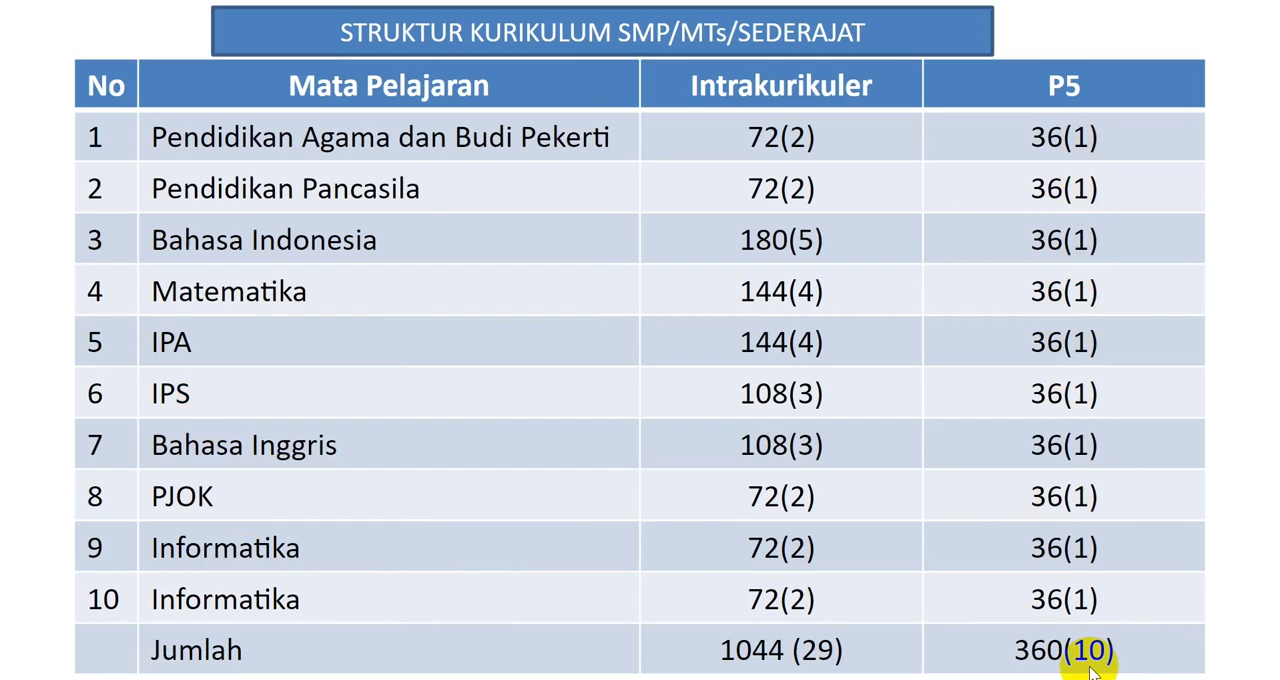 STRUKTUR KURIKULUM SMP/MTs/SEDERAJAT
No Mata Pelajaran Intrakurikuler P5
1 Pendidikan Agama dan Budi Pekerti 72(2) 36(1)
2 Pendidikan Pancasila 72(2) 36(1)
3 Bahasa Indonesia 180(5) 36(1)
4 Matematika 144(4) 36(1)
5 IPA 144(4) 36(1)
6 IPS 108(3) 36(1)
7 Bahasa Inggris 108(3) 36(1)
8 PJOK 72(2) 36(1)
9 Informatika 72(2) 36(1)
10 Informatika 72(2) 36(1)
Jumlah 1044 (29) 360(10)